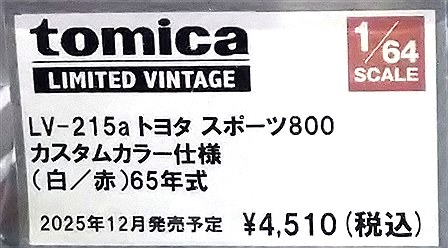 tomica
LIMITED VINTAGE
1/64
SCALE
LV-215a トヨタ スポーツ800
カスタムカラー仕様
(白/赤)65年式
2025年12月発売予定 ¥4,510(税込)